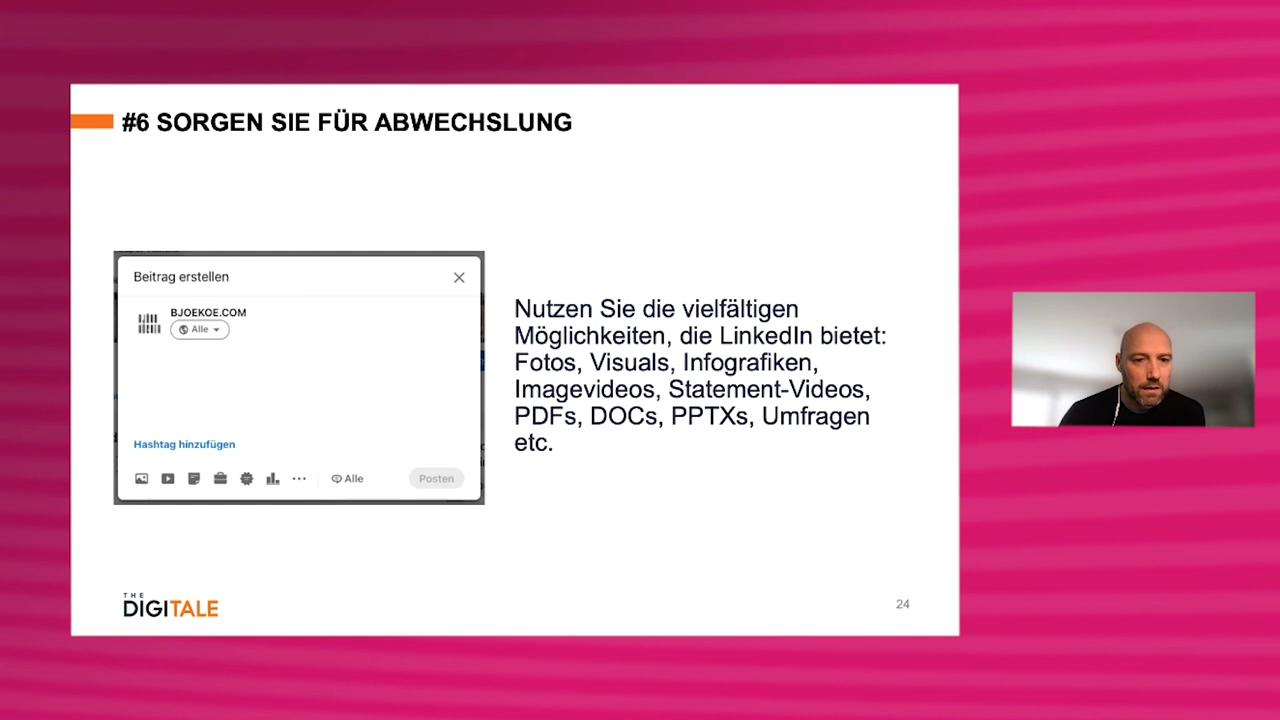 #6 SORGEN SIE FÜR ABWECHSLUNG
Beitrag erstellen
BJOEKOE.COM
Alle
Hashtag hinzufügen
Alle
Posten
Nutzen Sie die vielfältigen
Möglichkeiten, die LinkedIn bietet:
Fotos, Visuals, Infografiken,
Imagevideos, Statement-Videos,
PDFs, DOCs, PPTXs, Umfragen
etc.
THE
DIGITALE
24